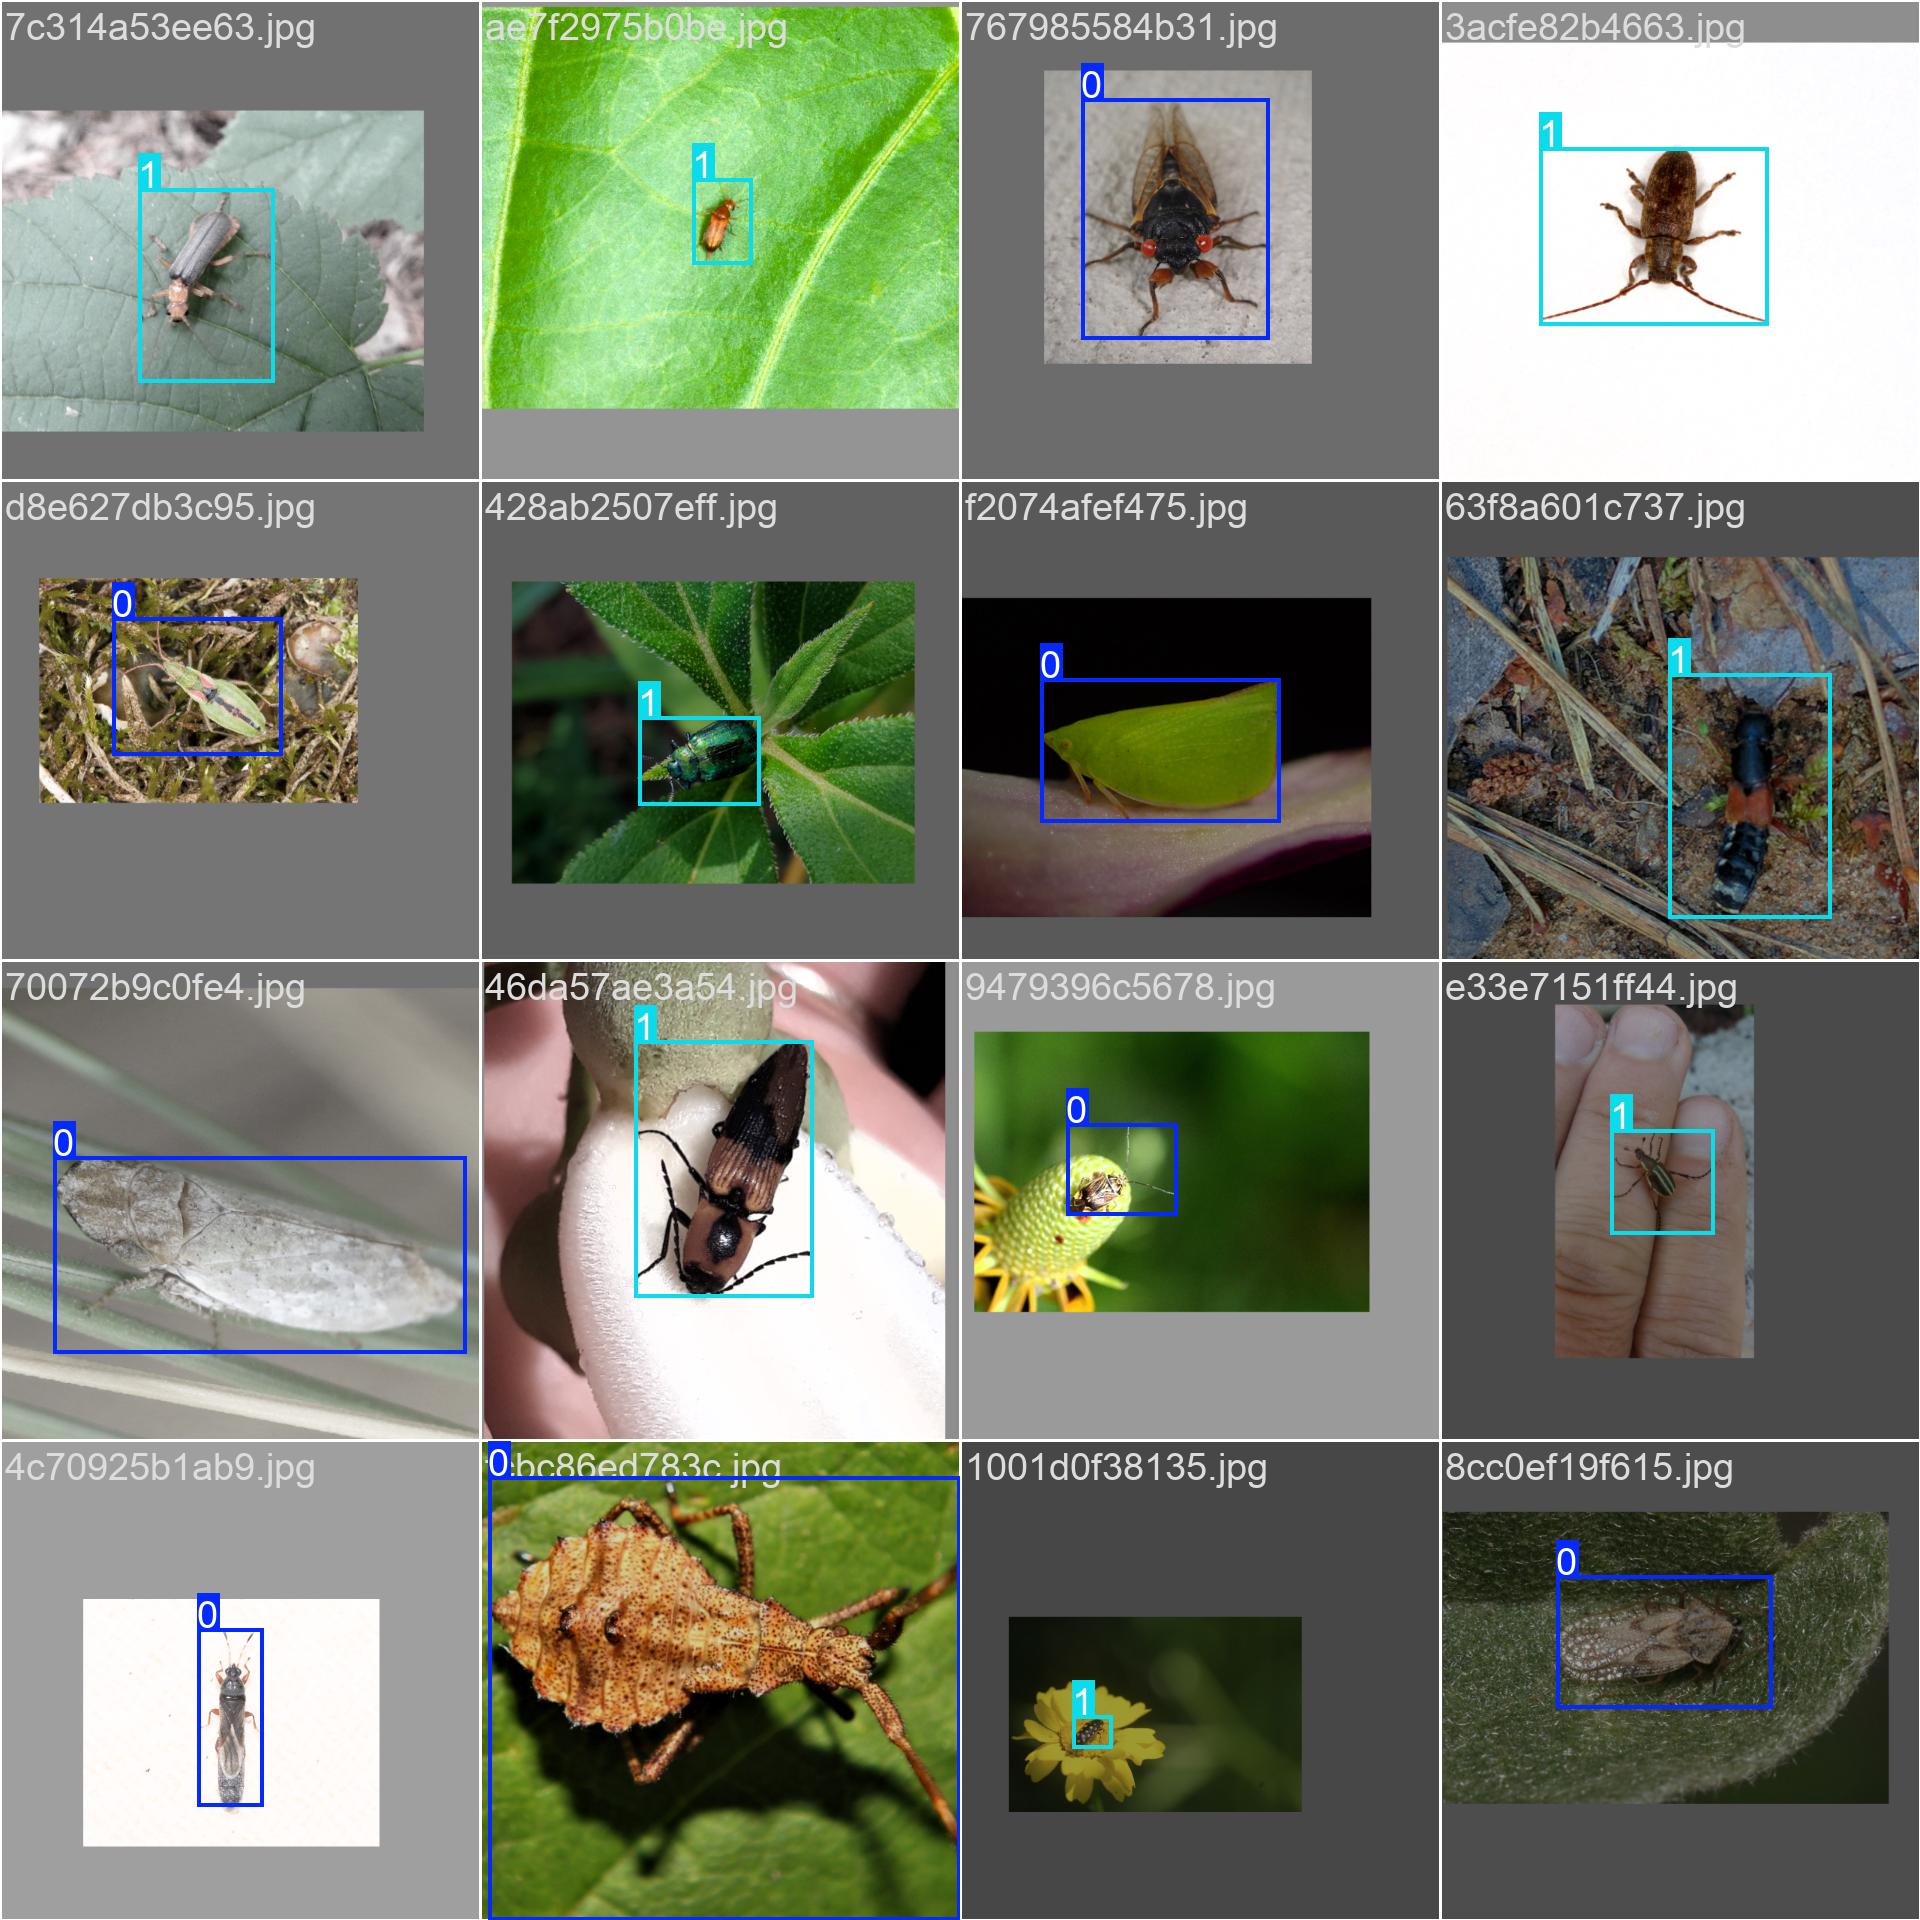 7c314a53ee63.jpg
ae7f2975b0be.jpg
767985584b31.jpg
3acfe82b4663.jpg
1
1
0
1
d8e627db3c95.jpg
428ab2507eff.jpg
f2074afef475.jpg
63f8a601c737.jpg
0
1
0
1
70072b9c0fe4.jpg
46da57ae3a54.jpg
9479396c5678.jpg
e33e7151ff44.jpg
0
1
0
1
4c70925b1ab9.jpg
0
bc86ed783c.jpg
1001d0f38135.jpg
8cc0ef19f615.jpg
0
1
0